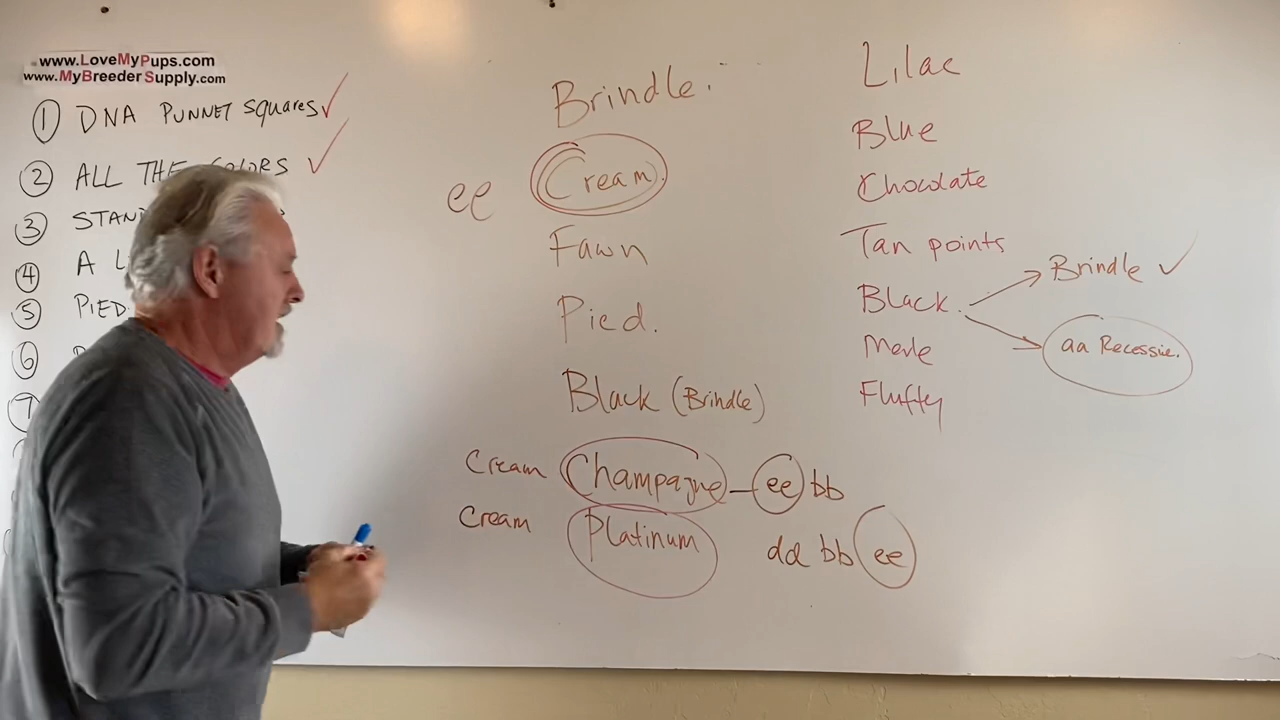 www.LoveMyPups.com
www.MyBreederSupply.com
① DNA PUNNET SQUARES ✓
② ALL THE COLORS ✓
③ STAN
④ A L
⑤ PIED
⑥
⑦
Brindle.
ee Cream.
Fawn
Pied.
Black (Brindle)
Cream Champagne - ee bb
Cream Platinum dd bb ee
Lilac
Blue
Chocolate
Tan points
Black. Brindle ✓
aa Recessive.
Merle
Fluffy